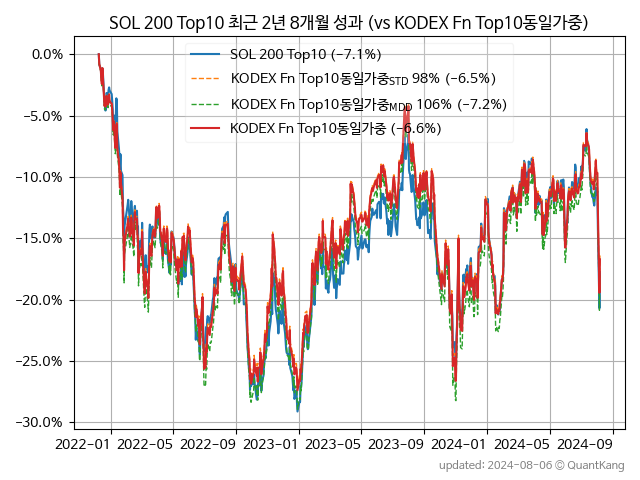 SOL 200 Top10 최근 2년 8개월 성과 (vs KODEX Fn Top10동일가중)
SOL 200 Top10 (−7.1%)
KODEX Fn Top10동일가중STD 98% (−6.5%)
KODEX Fn Top10동일가중MDD 106% (−7.2%)
KODEX Fn Top10동일가중 (−6.6%)
0.0%
−5.0%
−10.0%
−15.0%
−20.0%
−25.0%
−30.0%
2022-01 2022-05 2022-09 2023-01 2023-05 2023-09 2024-01 2024-05 2024-09
updated: 2024-08-06 © QuantKang